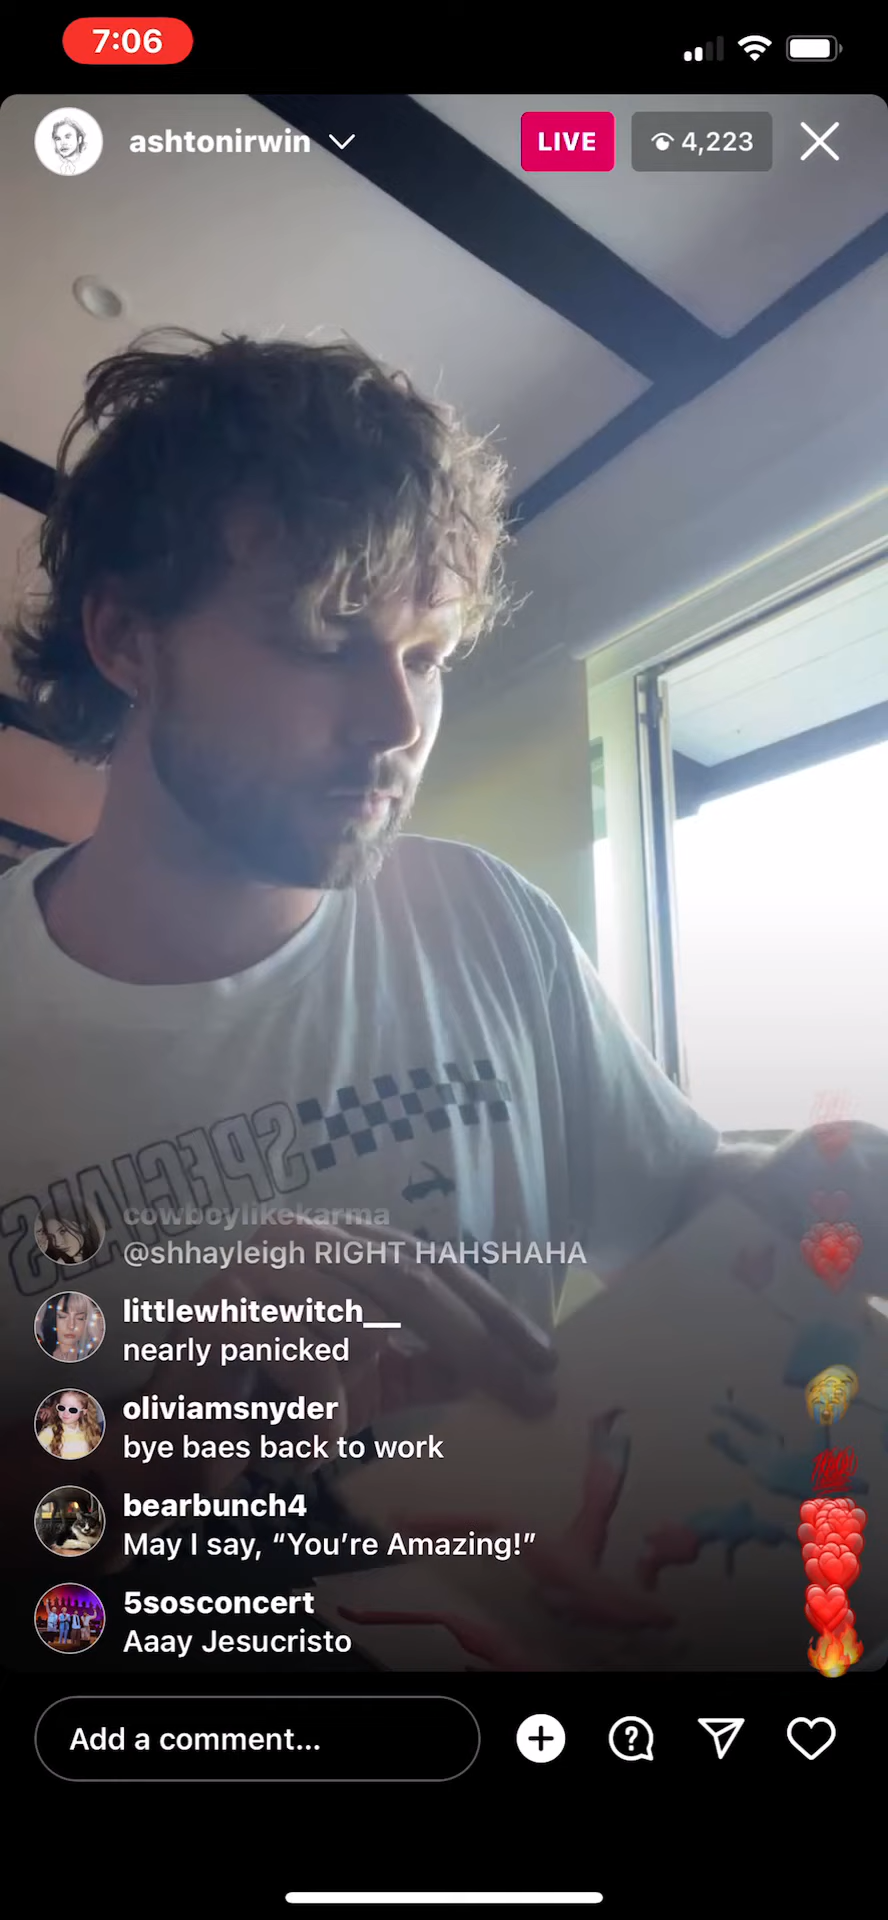 7:06
ashtonirwin
LIVE
4,223
SPECIALS
cowboylikekarma
@shhayleigh RIGHT HAHSHAHA
littlewhitewitch__
nearly panicked
oliviamsnyder
bye baes back to work
bearbunch4
May I say, “You’re Amazing!”
5sosconcert
Aaay Jesucristo
Add a comment...